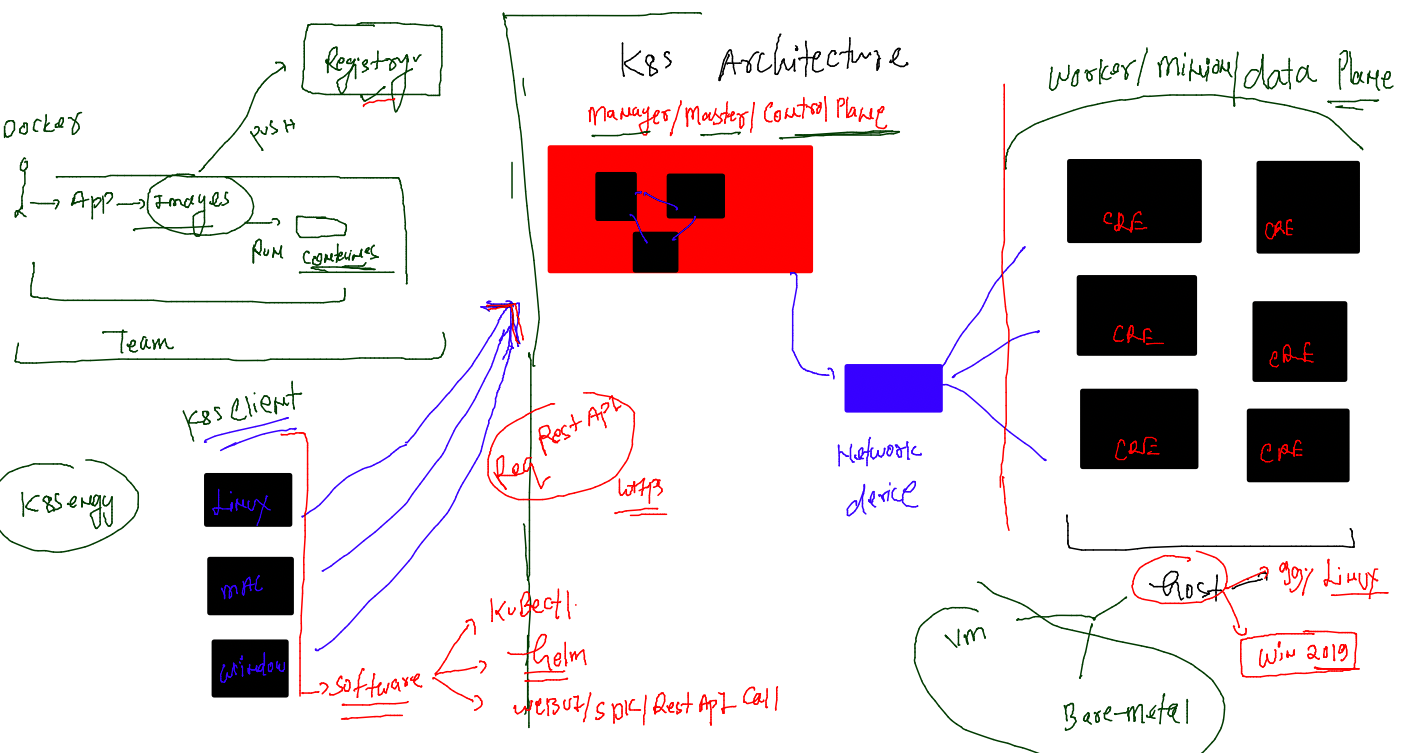 Docker
App
Images
Run
Containers
PUSH
Registry
Team
K8s Client
K8Sengg
Linux
MAC
Window
software
KuBectl
helm
WEBUI/SDK/Rest API Call
Req Rest API
HTTPS
K8s Architecture
Manager/Master/Control Plane
Network
device
Worker/Minion/data Plane
CRE
CRE
CRE
CRE
CRE
CRE
host
99% Linux
Win 2019
Vm
Bare-metal